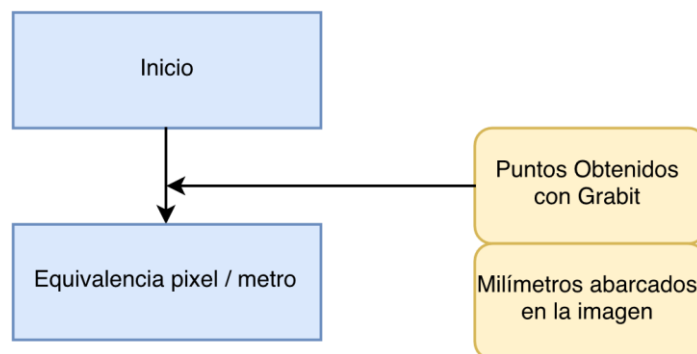 Inicio
Puntos Obtenidos
con Grabit
Equivalencia pixel / metro
Milímetros abarcados
en la imagen